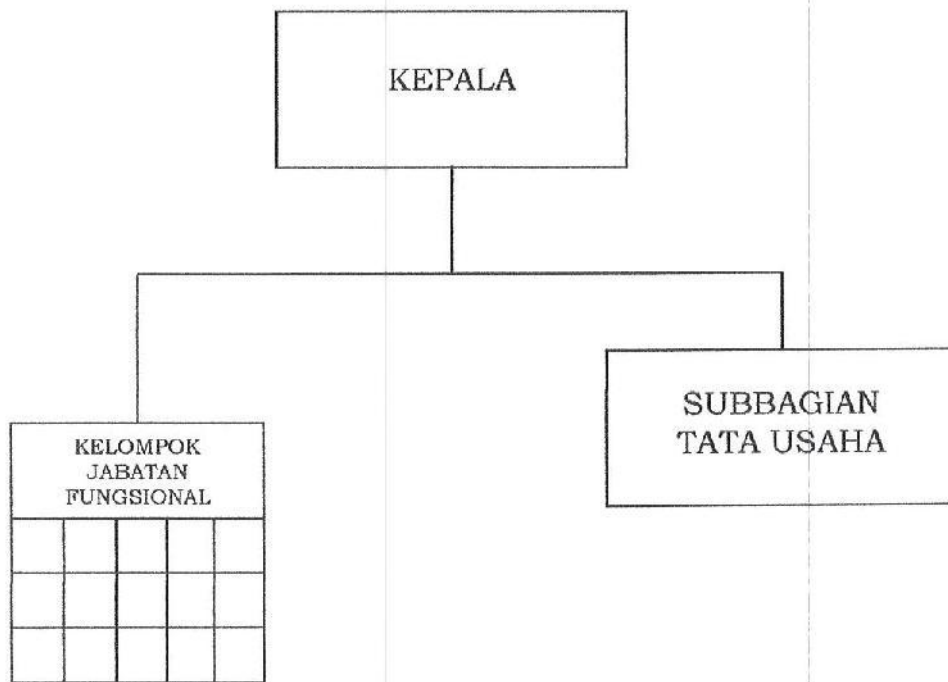 KEPALA
SUBBAGIAN
TATA USAHA
KELOMPOK
JABATAN
FUNGSIONAL